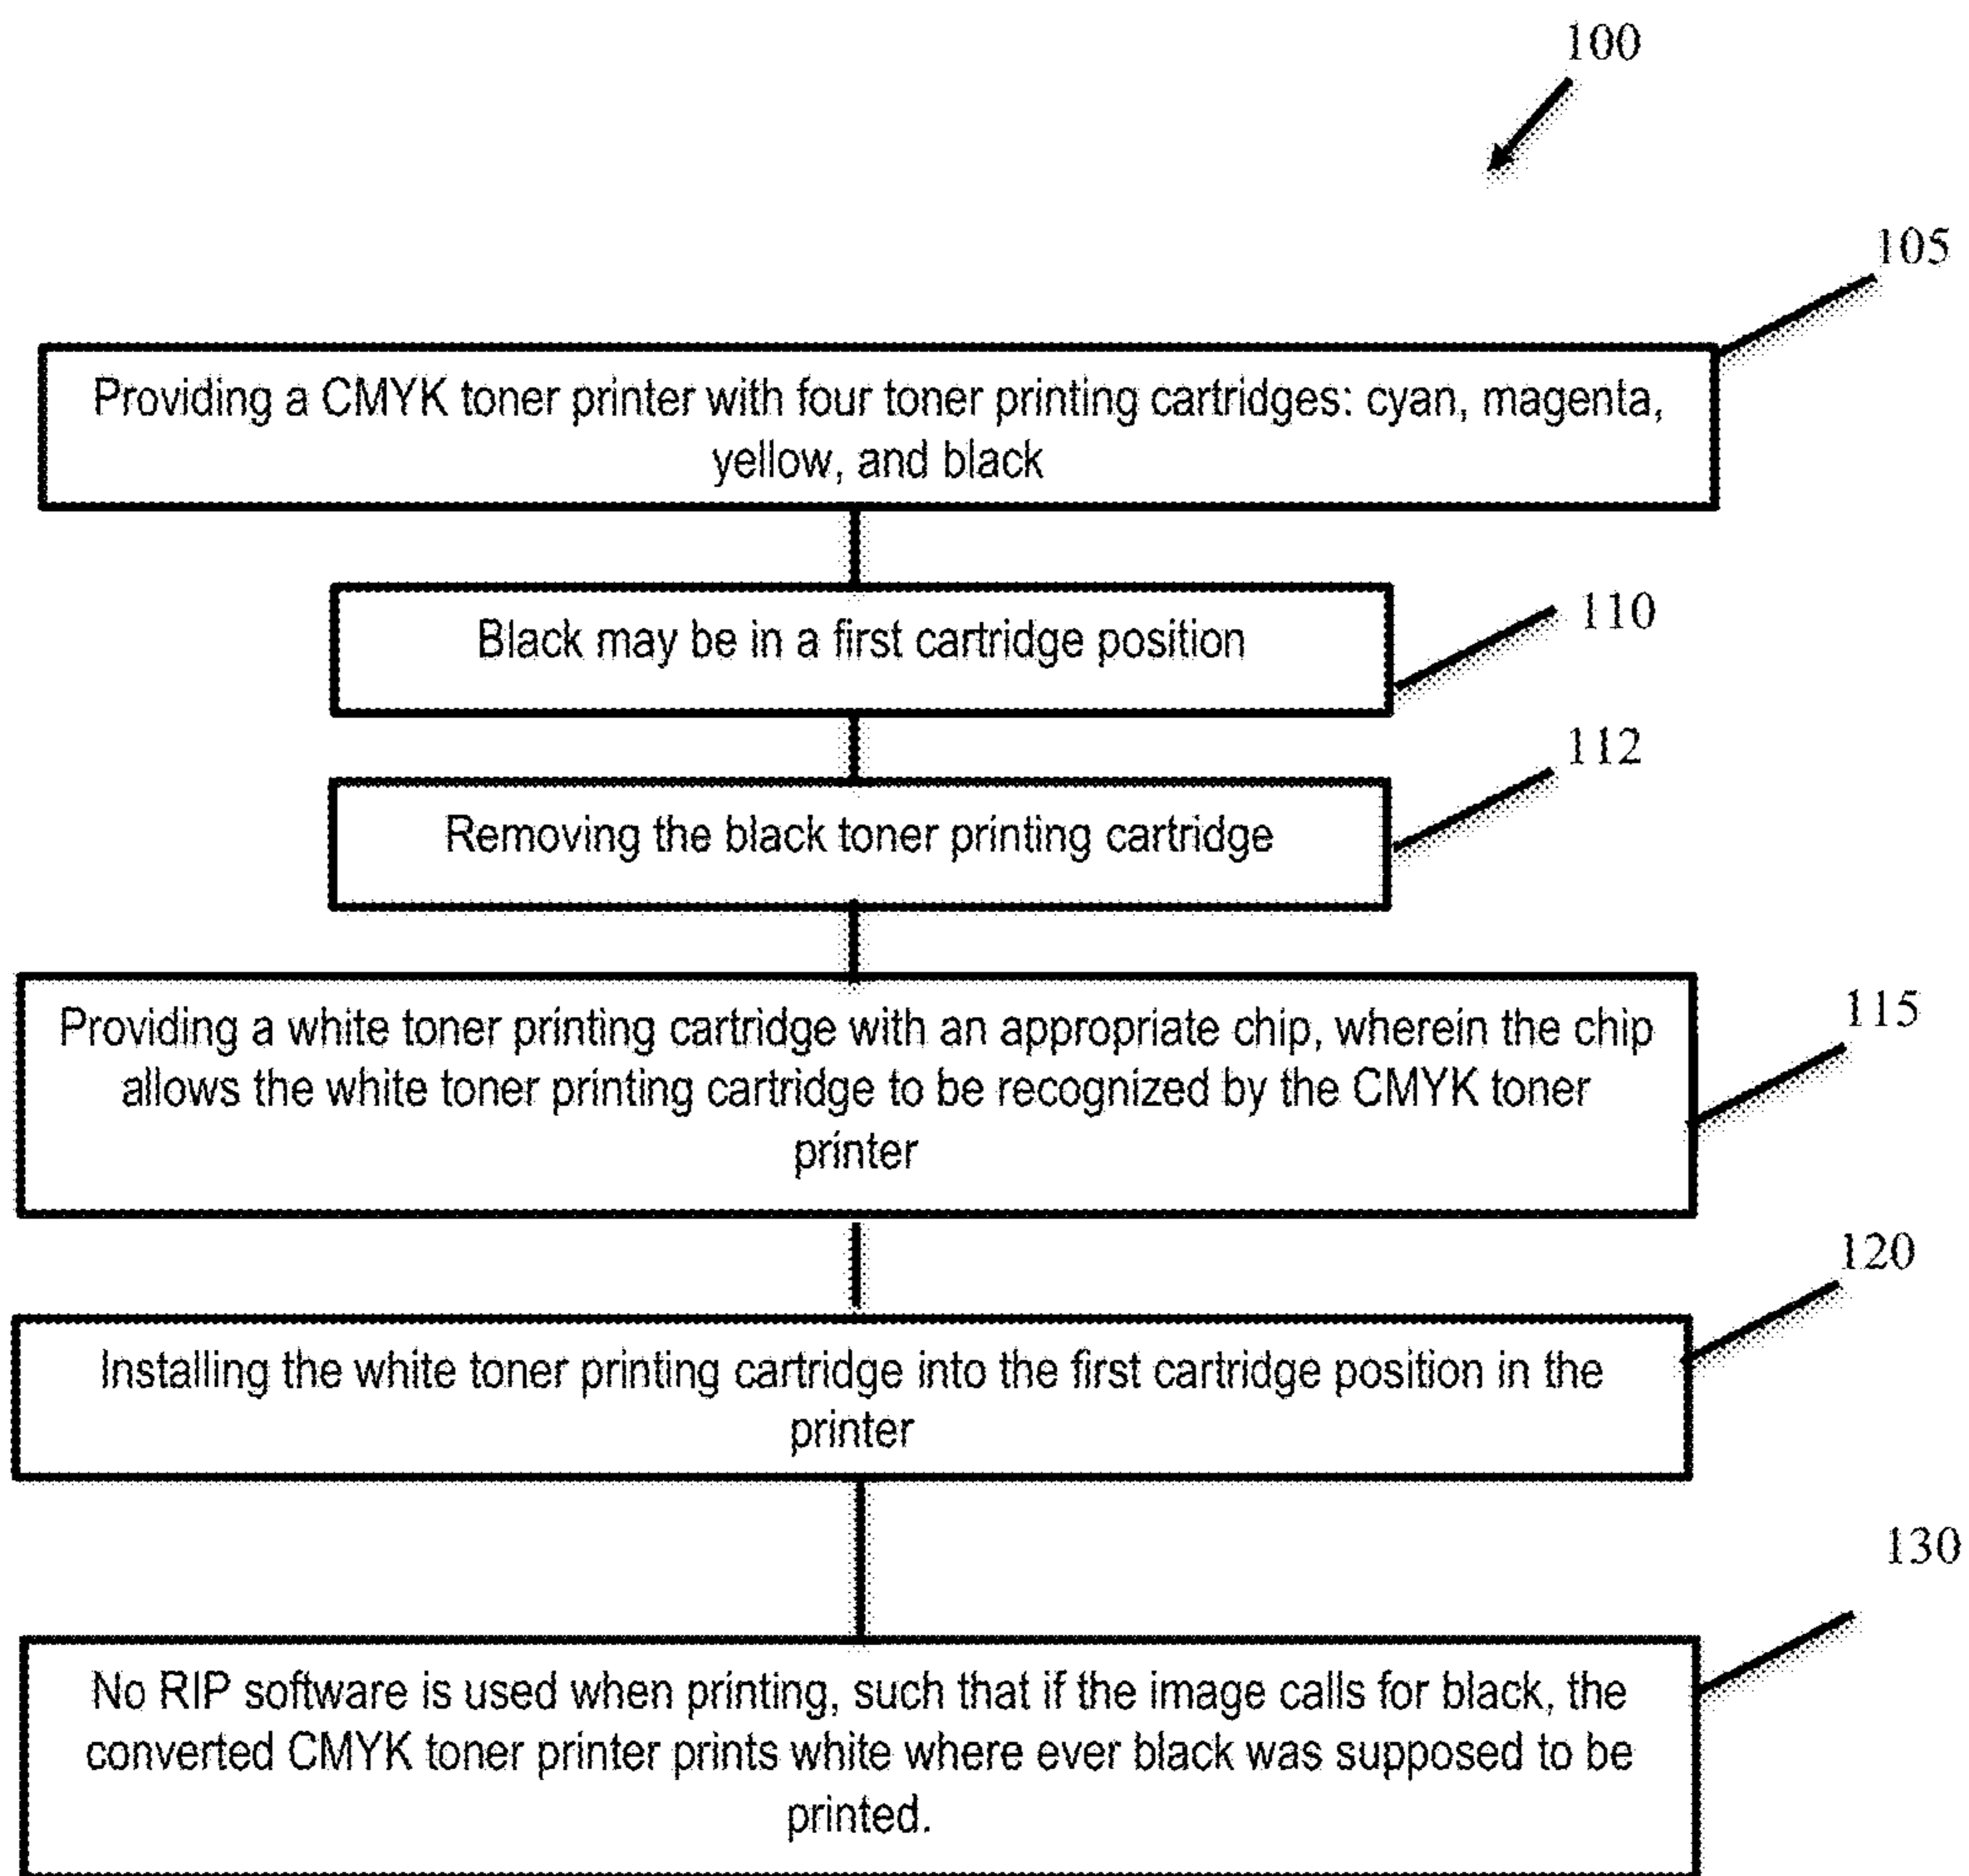 100
105
Providing a CMYK toner printer with four toner printing cartridges: cyan, magenta,
yellow, and black
110
Black may be in a first cartridge position
112
Removing the black toner printing cartridge
115
Providing a white toner printing cartridge with an appropriate chip, wherein the chip
allows the white toner printing cartridge to be recognized by the CMYK toner
printer
120
Installing the white toner printing cartridge into the first cartridge position in the
printer
130
No RIP software is used when printing, such that if the image calls for black, the
converted CMYK toner printer prints white where ever black was supposed to be
printed.